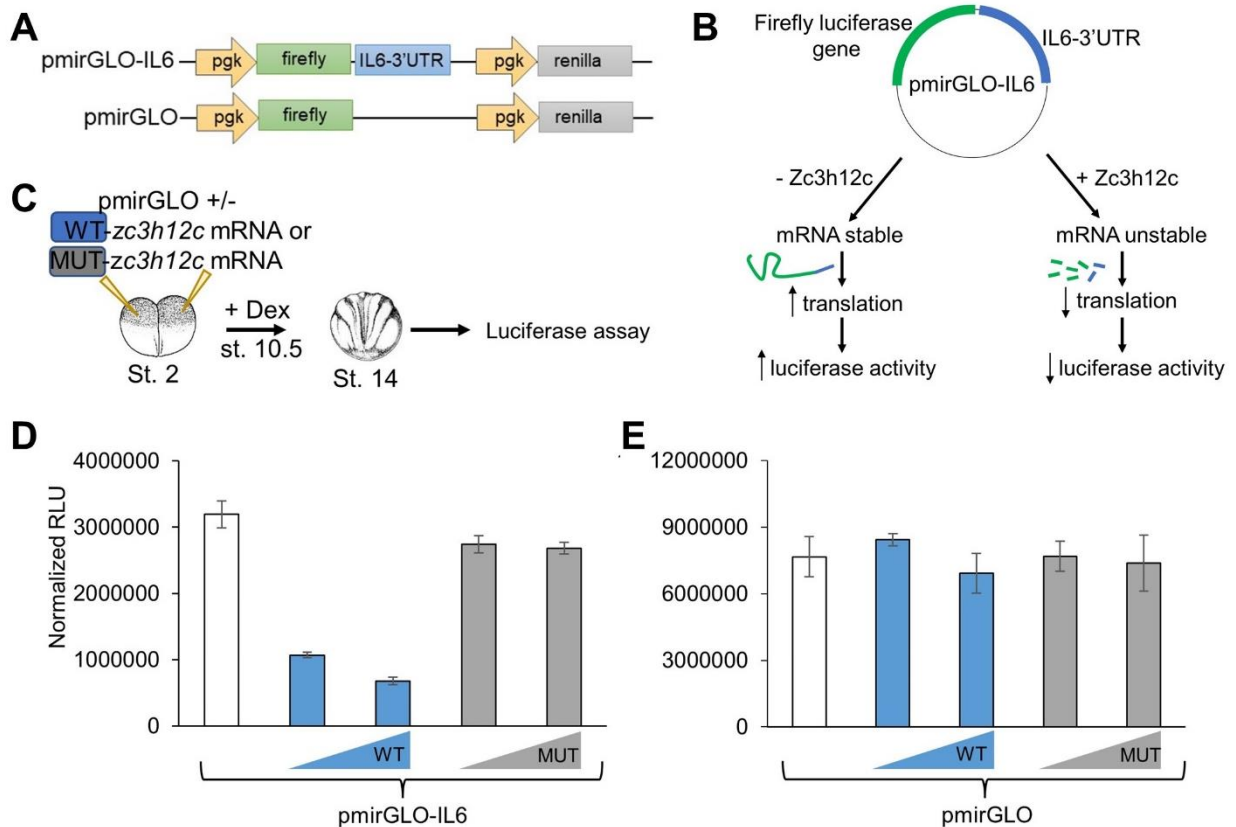 A
pmirGLO-IL6
pgk
firefly
IL6-3'UTR
pgk
renilla
pmirGLO
pgk
firefly
pgk
renilla
B
Firefly luciferase
gene
IL6-3'UTR
pmirGLO-IL6
- Zc3h12c
+ Zc3h12c
mRNA stable
mRNA unstable
translation
translation
luciferase activity
luciferase activity
C
pmirGLO +/-
WT-zc3h12c mRNA or
MUT-zc3h12c mRNA
+ Dex
st. 10.5
St. 2
St. 14
Luciferase assay
D
Normalized RLU
4000000
3000000
2000000
1000000
0
WT
MUT
pmirGLO-IL6
E
12000000
9000000
6000000
3000000
0
WT
MUT
pmirGLO